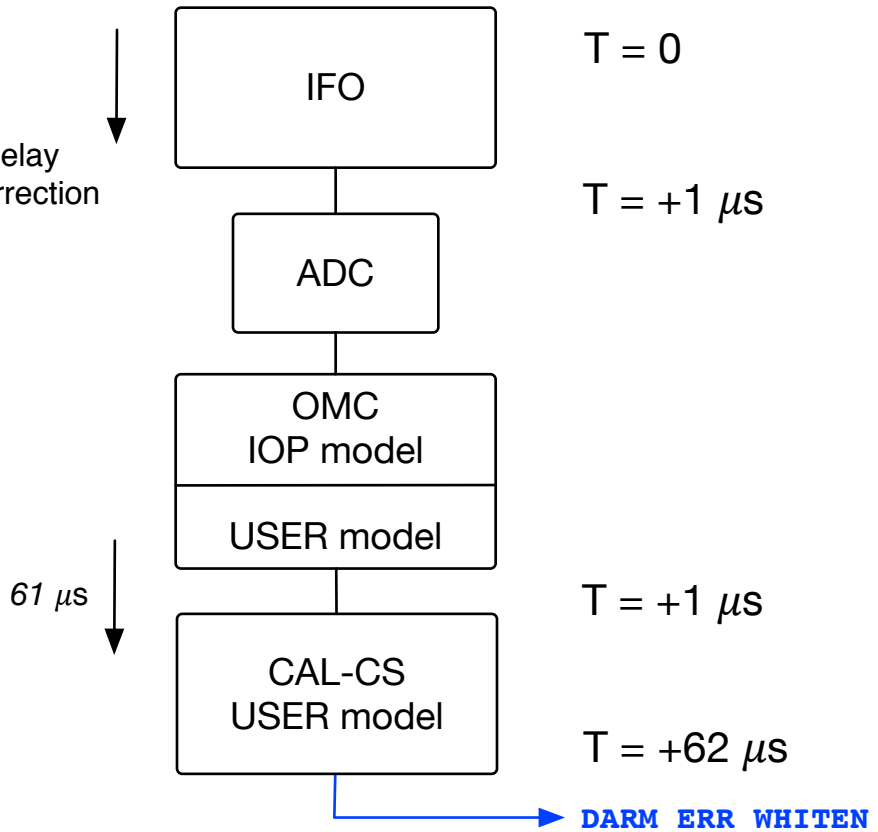 IFO
T = 0
elay
rrection
T = +1 μs
ADC
OMC
IOP model
USER model
61 μs
T = +1 μs
CAL-CS
USER model
T = +62 μs
DARM ERR WHITEN